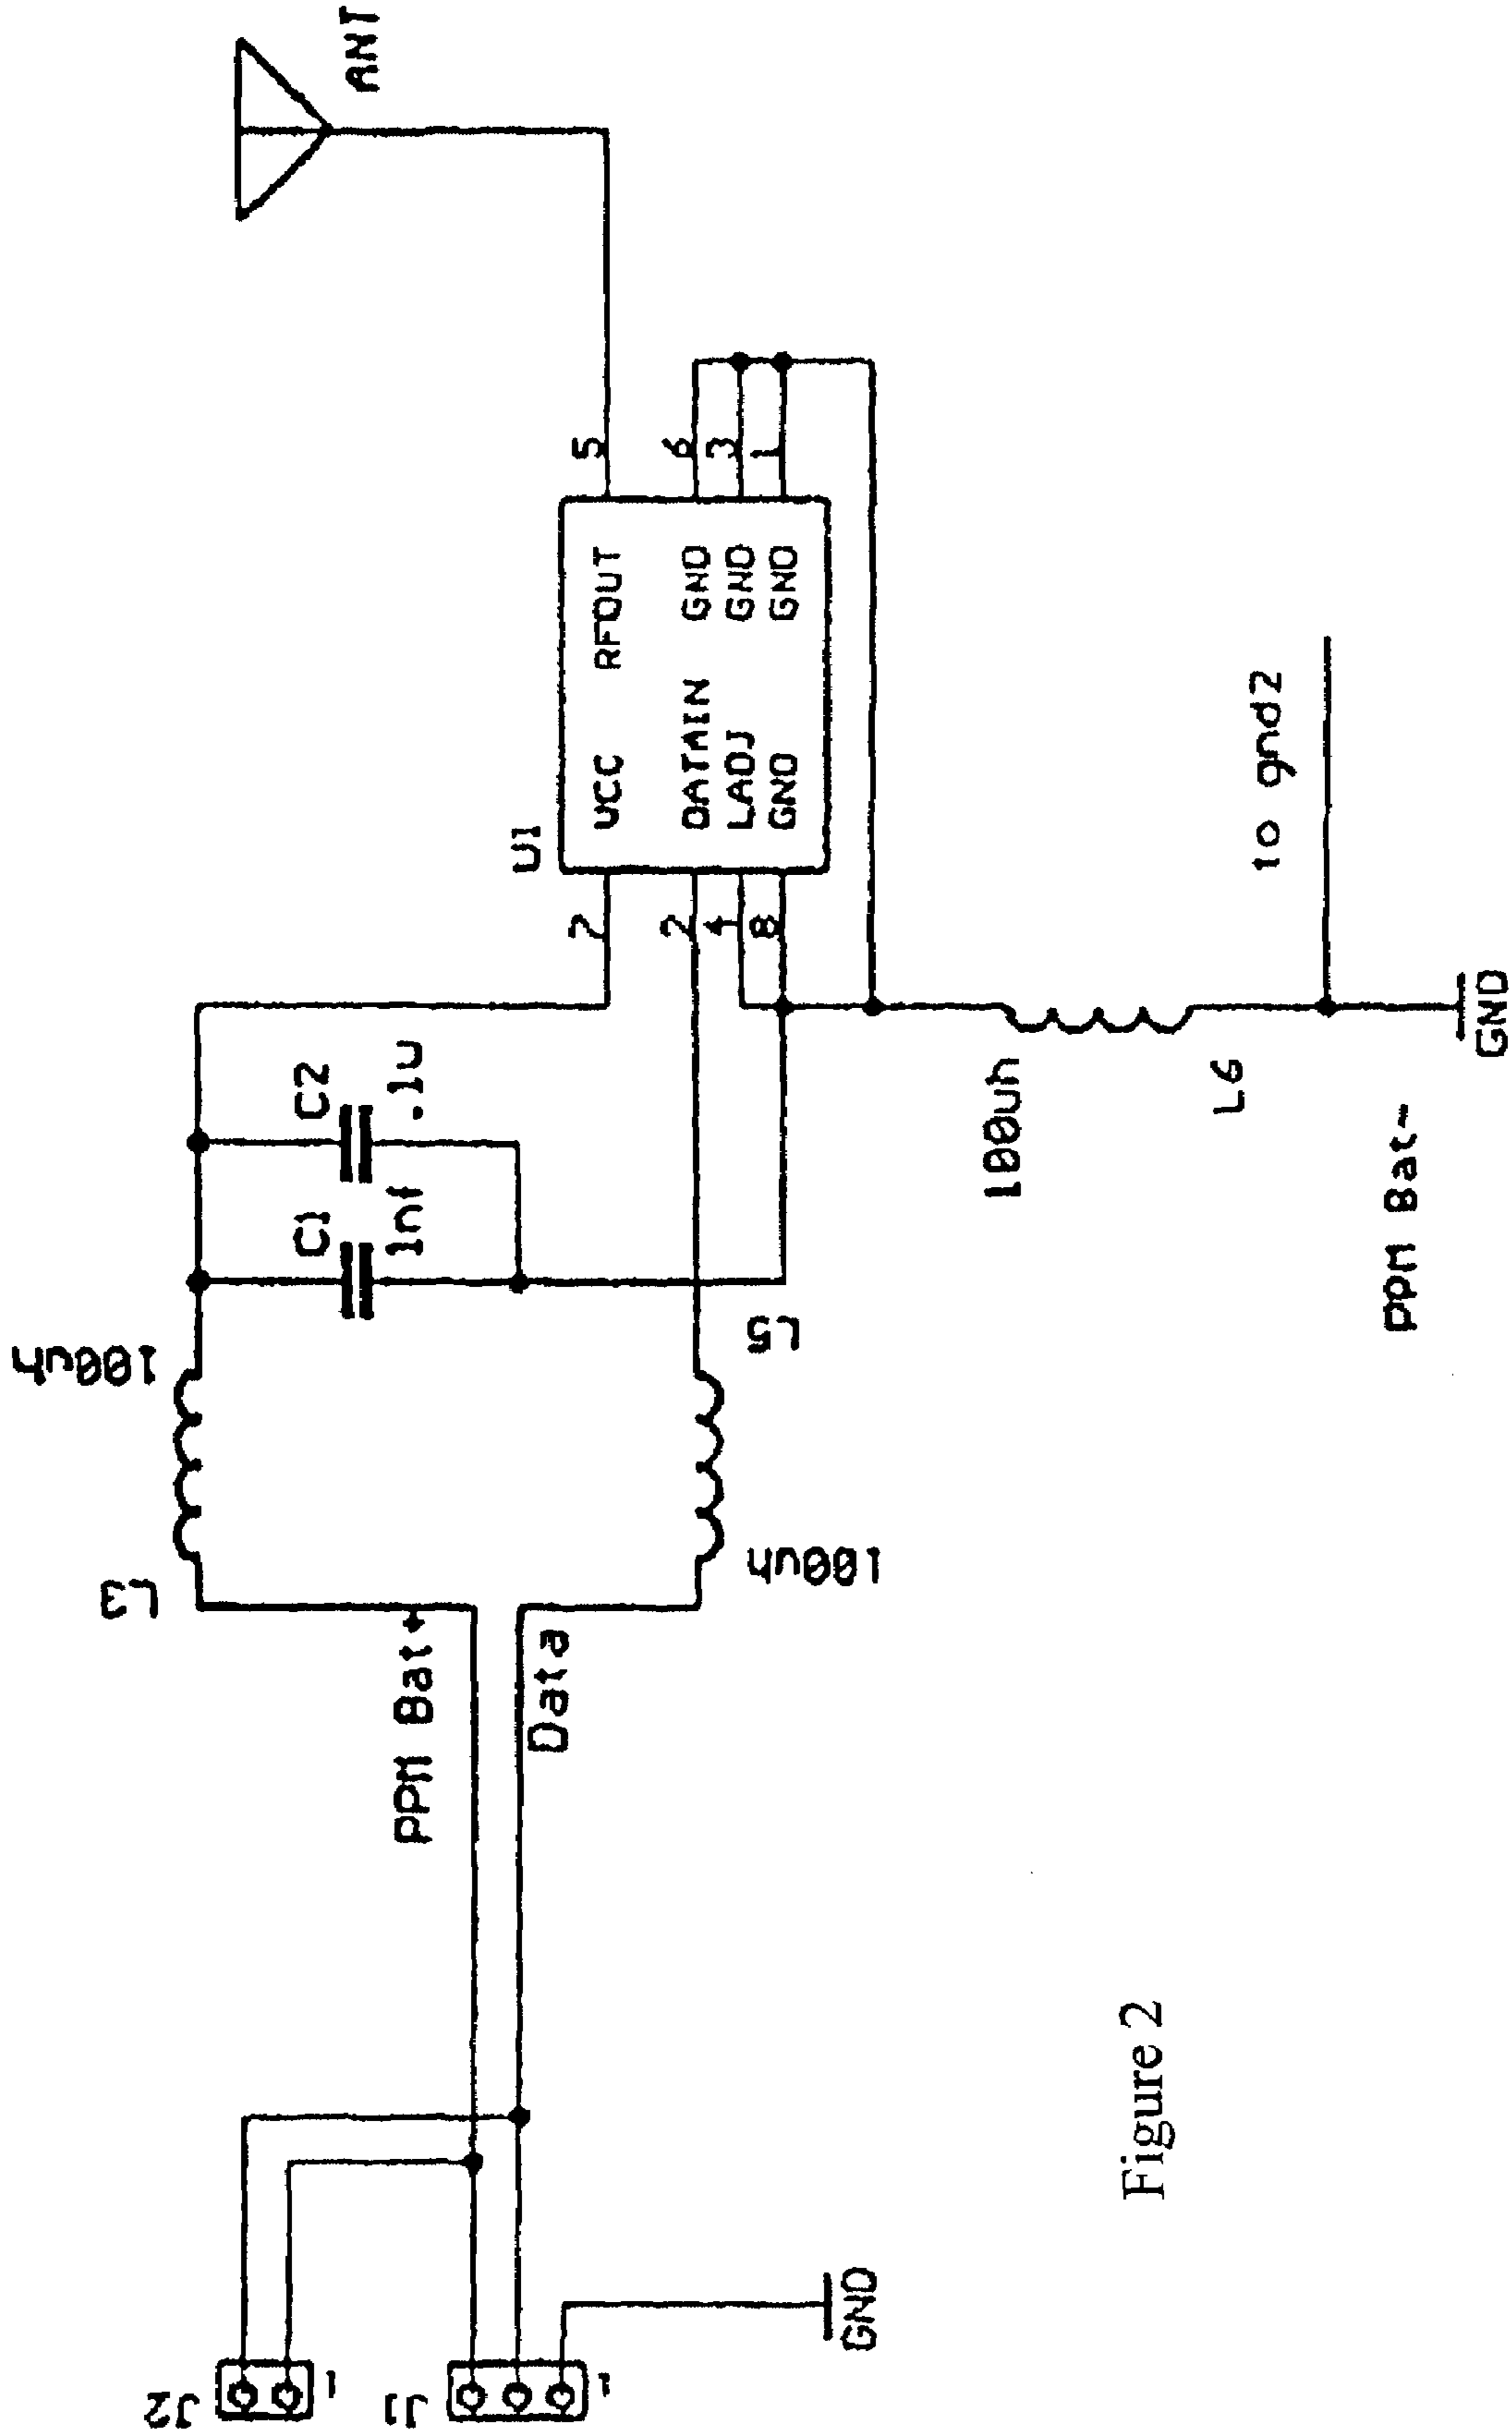 ANT
L3
100uh
C1
1nf
C2
.1u
PPM Bat+
Data
L5
100uh
U1
VCC
RFOUT
DATAIN
GND
LADJ
GND
GND
GND
7
2
4
8
5
6
3
1
J2
1
J1
1
GND
100uh
L6
to gnd2
PPM Bat-
GND
Figure 2